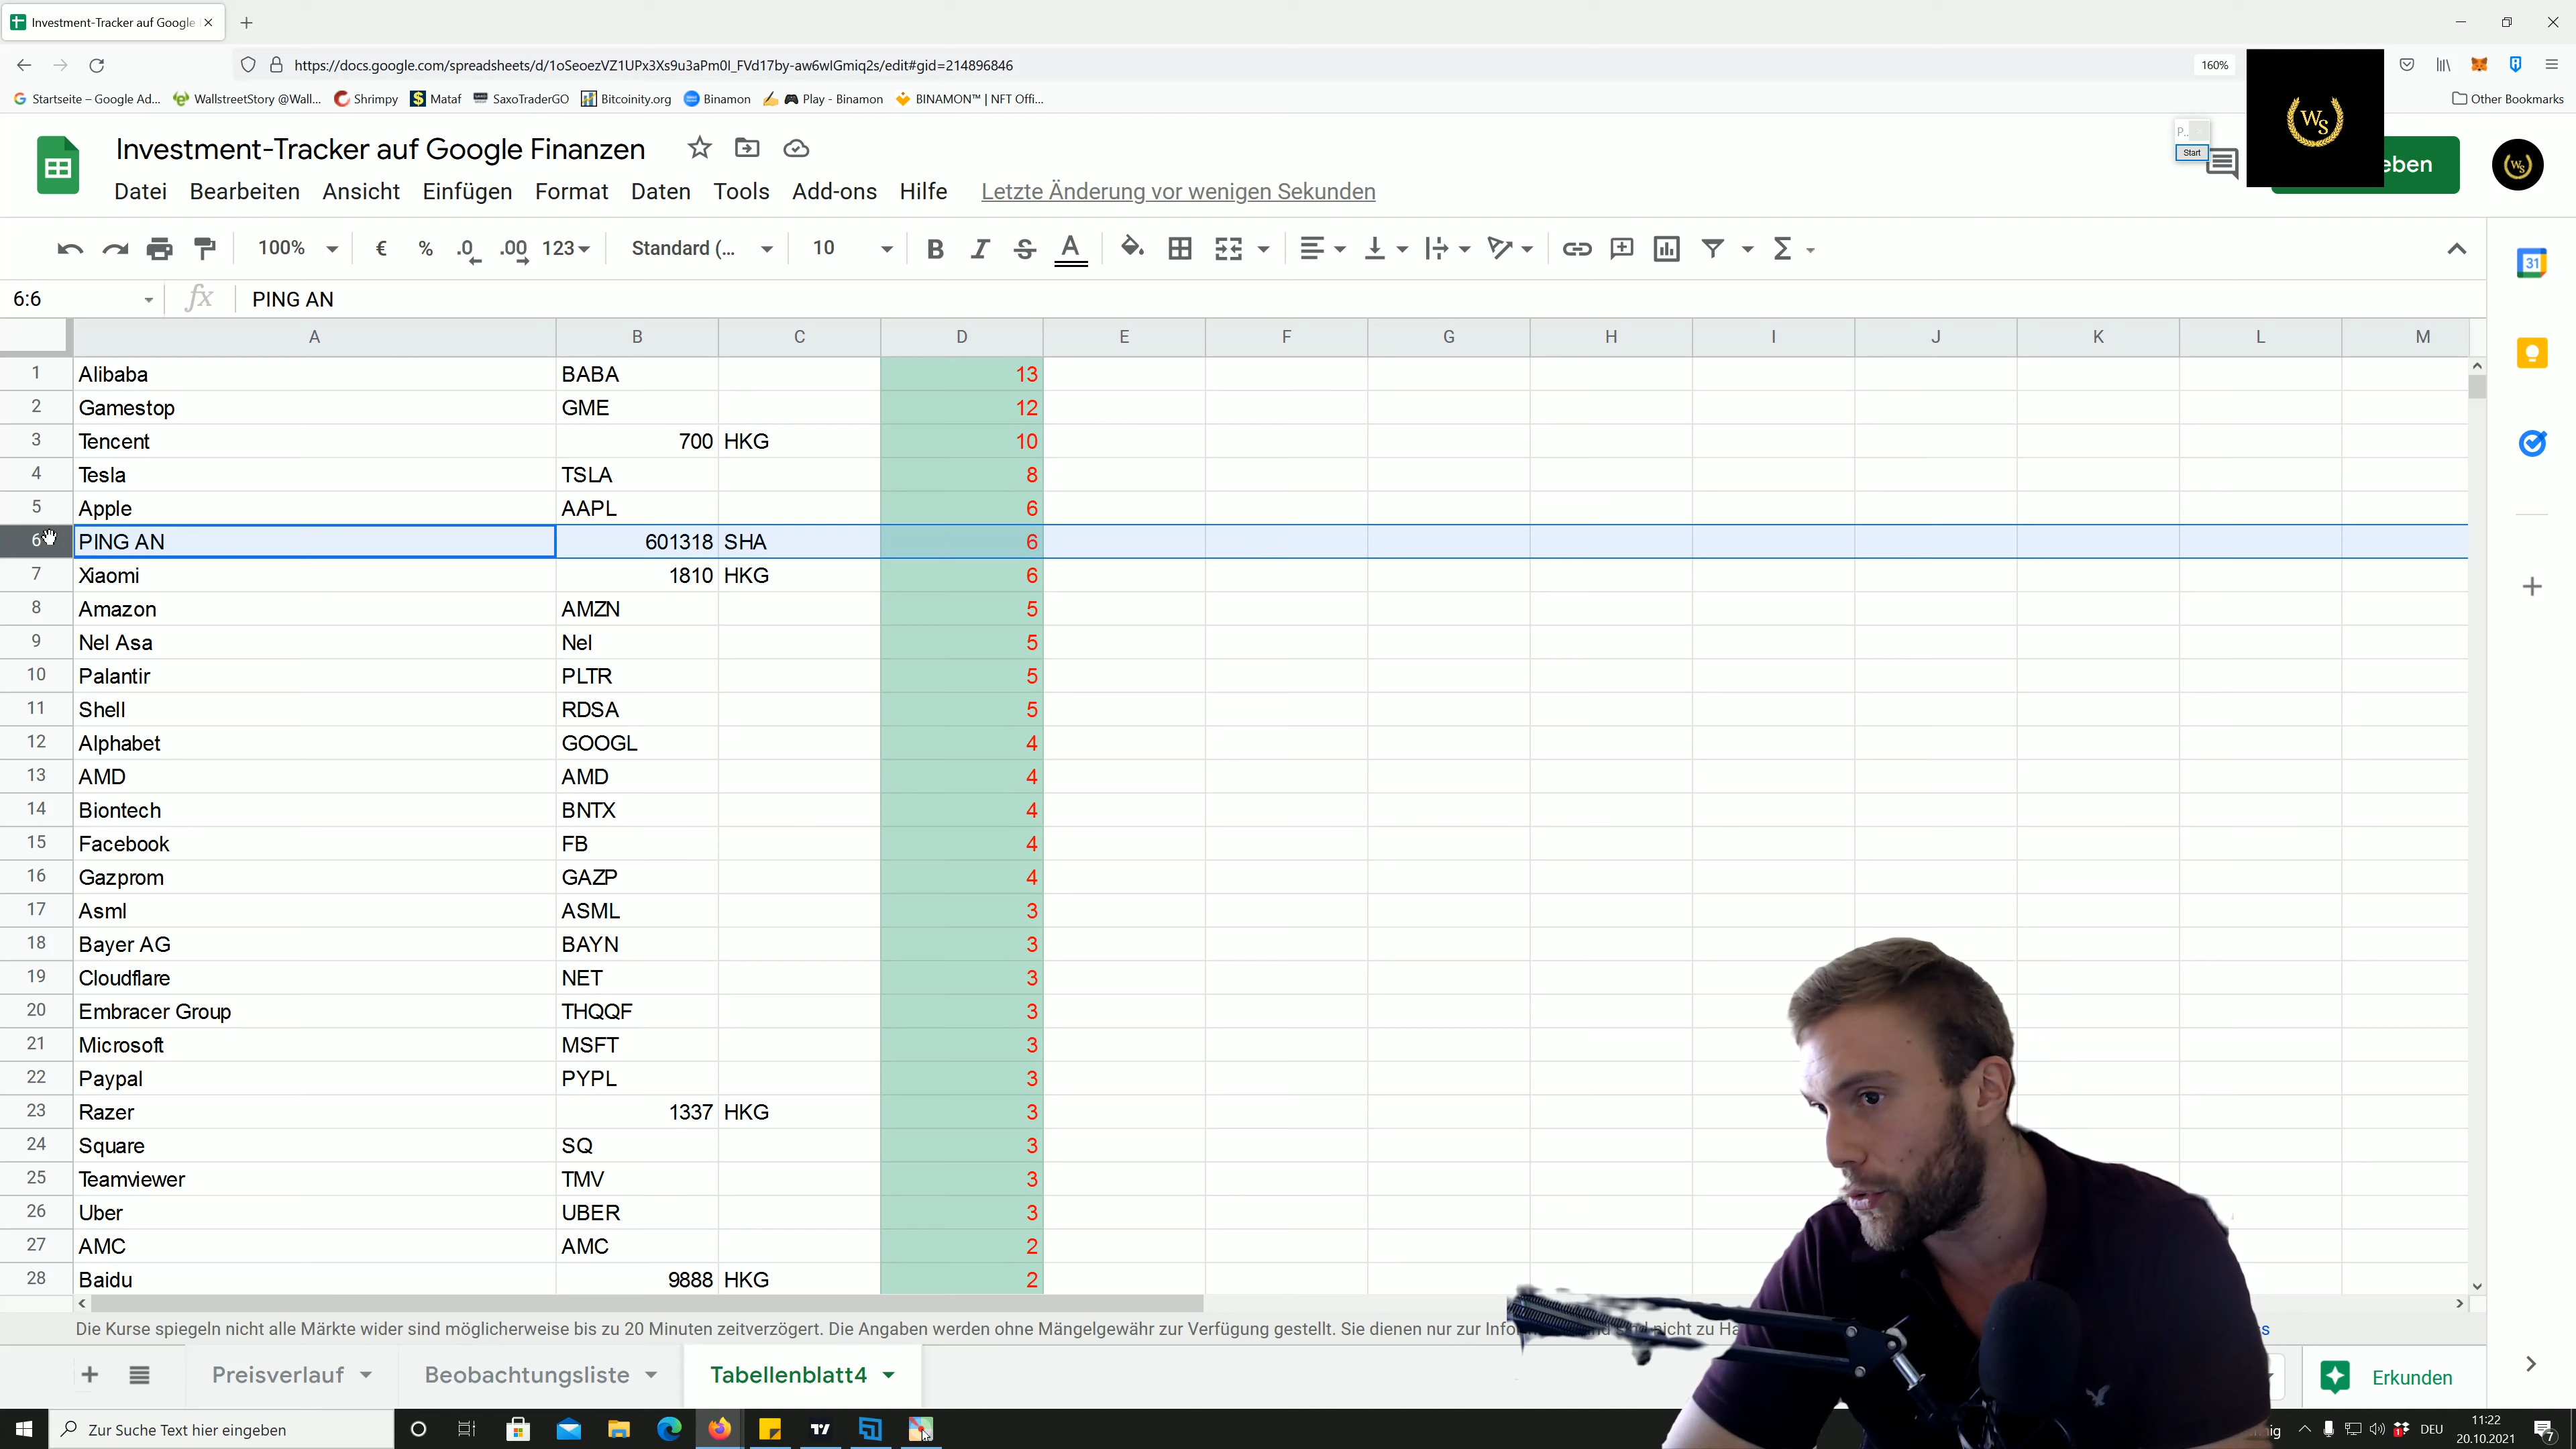 Investment-Tracker auf Google
https://docs.google.com/spreadsheets/d/1oSeoezVZ1UPx3Xs9u3aPm0I_FVd17by-aw6wIGmiq2s/edit#gid=214896846
160%
Startseite – Google Ad... WallstreetStory @Wall... Shrimpy Mataf SaxoTraderGO Bitcoinity.org Binamon Play - Binamon BINAMON™ | NFT Offi... Other Bookmarks
Investment-Tracker auf Google Finanzen
P..
Start
WS
eben
WS
Datei Bearbeiten Ansicht Einfügen Format Daten Tools Add-ons Hilfe Letzte Änderung vor wenigen Sekunden
100% € % .0 .00 123 Standard (... 10 B I S A
31
6:6 fx PING AN
A B C D E F G H I J K L M
1 Alibaba BABA 13
2 Gamestop GME 12
3 Tencent 700 HKG 10
4 Tesla TSLA 8
5 Apple AAPL 6
6 PING AN 601318 SHA 6
7 Xiaomi 1810 HKG 6
8 Amazon AMZN 5
9 Nel Asa Nel 5
10 Palantir PLTR 5
11 Shell RDSA 5
12 Alphabet GOOGL 4
13 AMD AMD 4
14 Biontech BNTX 4
15 Facebook FB 4
16 Gazprom GAZP 4
17 Asml ASML 3
18 Bayer AG BAYN 3
19 Cloudflare NET 3
20 Embracer Group THQQF 3
21 Microsoft MSFT 3
22 Paypal PYPL 3
23 Razer 1337 HKG 3
24 Square SQ 3
25 Teamviewer TMV 3
26 Uber UBER 3
27 AMC AMC 2
28 Baidu 9888 HKG 2
Die Kurse spiegeln nicht alle Märkte wider sind möglicherweise bis zu 20 Minuten zeitverzögert. Die Angaben werden ohne Mängelgewähr zur Verfügung gestellt. Sie dienen nur zur Info nicht zu Ha
Preisverlauf Beobachtungsliste Tabellenblatt4 Erkunden
Zur Suche Text hier eingeben
DEU
11:22
20.10.2021
7